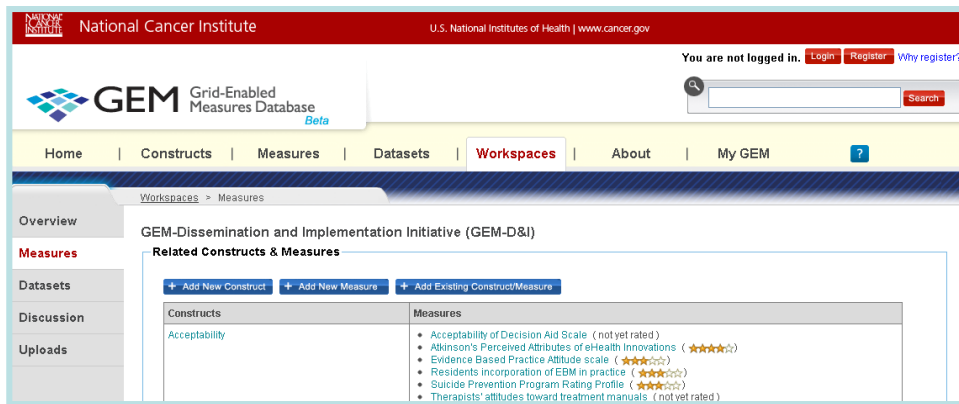 NATIONAL CANCER INSTITUTE National Cancer Institute U.S. National Institutes of Health | www.cancer.gov
You are not logged in. Login Register Why register?
GEM Grid-Enabled Measures Database Beta
Search
Home | Constructs | Measures | Datasets | Workspaces | About | My GEM ?
Workspaces > Measures
Overview
Measures
Datasets
Discussion
Uploads
GEM-Dissemination and Implementation Initiative (GEM-D&I)
Related Constructs & Measures
+ Add New Construct + Add New Measure + Add Existing Construct/Measure
Constructs Measures
Acceptability
• Acceptability of Decision Aid Scale ( not yet rated )
• Atkinson's Perceived Attributes of eHealth Innovations ( ★★★★☆)
• Evidence Based Practice Attitude scale ( ★★★☆☆)
• Residents incorporation of EBM in practice ( ★★★☆☆)
• Suicide Prevention Program Rating Profile ( ★★★☆☆)
• Therapists' attitudes toward treatment manuals ( not yet rated )